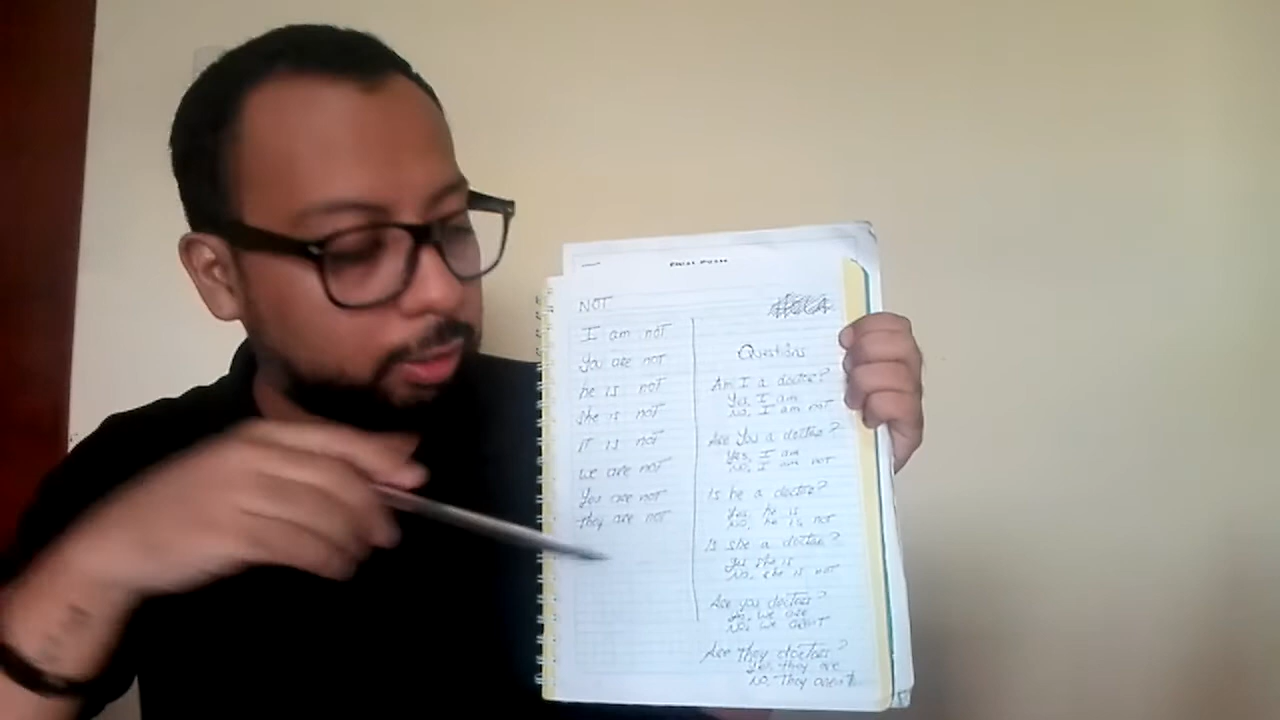 NOT
I am not
You are not
he is not
she is not
it is not
we are not
You are not
they are not
Questions
Am I a doctor?
Yes, I am
No, I am not
Are You a doctor?
Yes, I am
No, I am not
Is he a doctor?
Yes, he is
No, he is not
Is she a doctor?
Yes she is
No, she is not
Are you doctors?
we are
No, we aren't
Are they doctors?
Yes, they are
No, They aren't